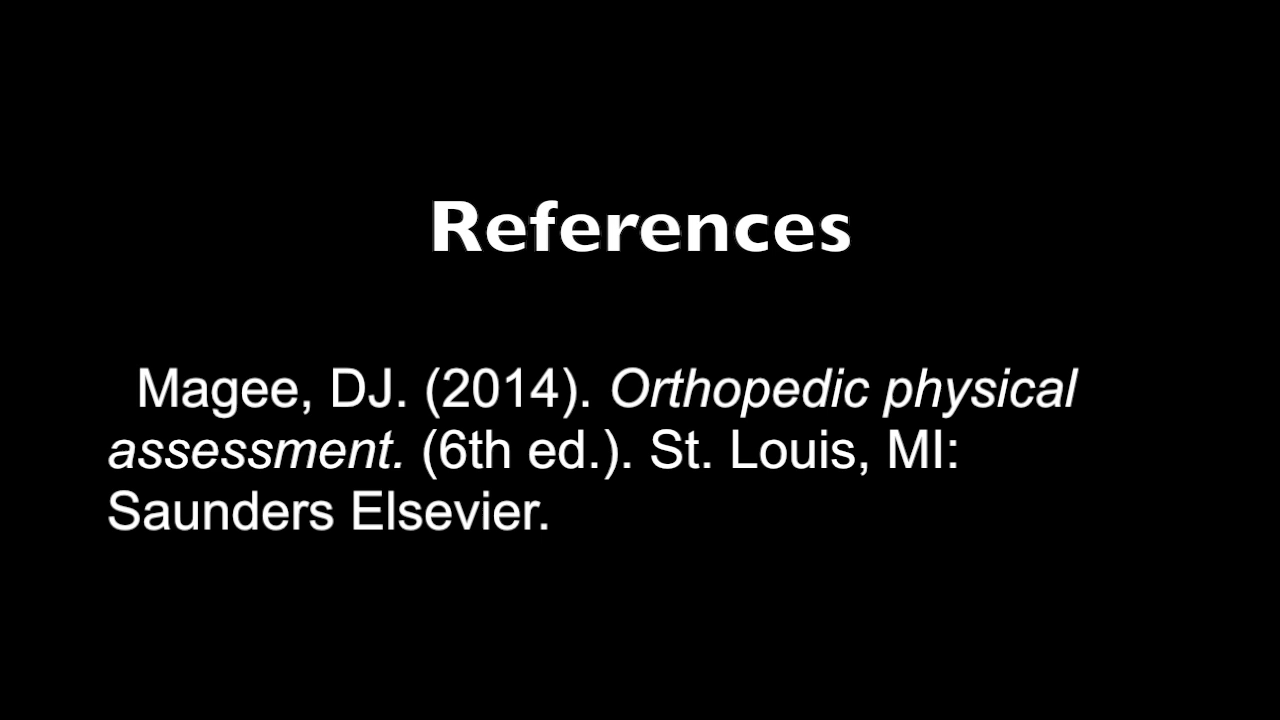 References
Magee, DJ. (2014). Orthopedic physical
assessment. (6th ed.). St. Louis, MI:
Saunders Elsevier.